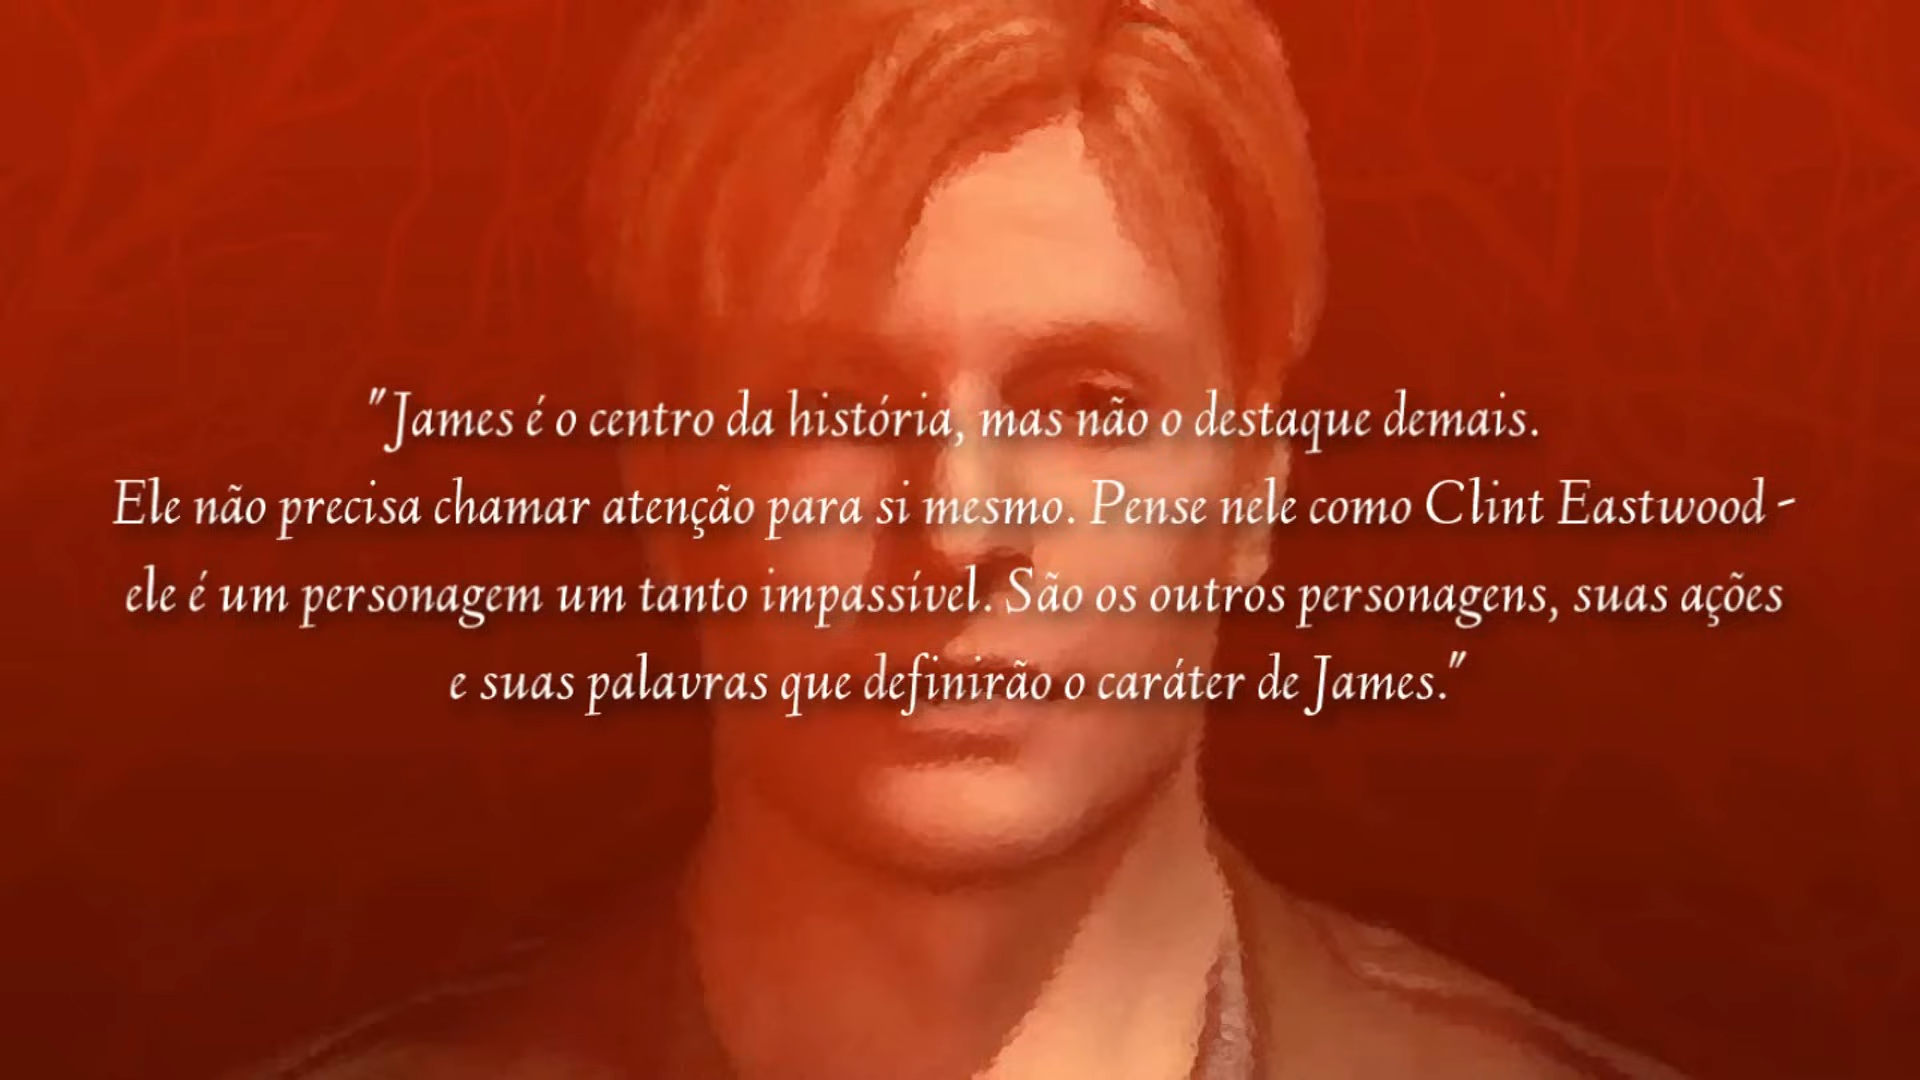 "James é o centro da história, mas não o destaque demais.
Ele não precisa chamar atenção para si mesmo. Pense nele como Clint Eastwood -
ele é um personagem um tanto impassível. São os outros personagens, suas ações
e suas palavras que definirão o caráter de James."